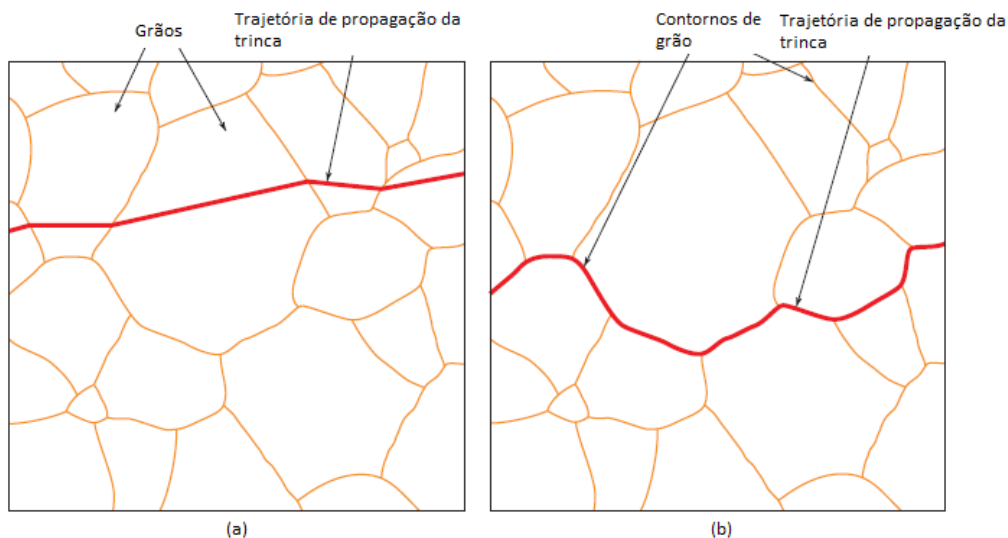 Grãos
Trajetória de propagação da
trinca
Contornos de
grão
Trajetória de propagação da
trinca
(a)
(b)